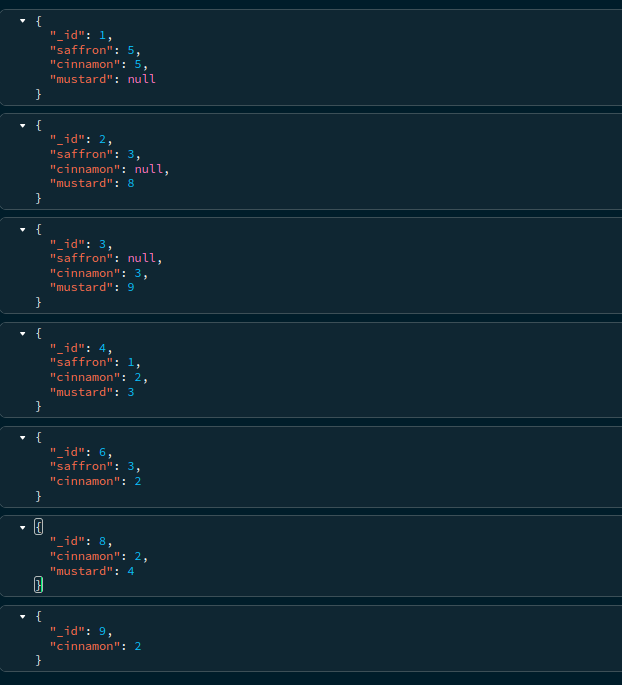 {
"_id": 1,
"saffron": 5,
"cinnamon": 5,
"mustard": null
}
{
"_id": 2,
"saffron": 3,
"cinnamon": null,
"mustard": 8
}
{
"_id": 3,
"saffron": null,
"cinnamon": 3,
"mustard": 9
}
{
"_id": 4,
"saffron": 1,
"cinnamon": 2,
"mustard": 3
}
{
"_id": 6,
"saffron": 3,
"cinnamon": 2
}
{
"_id": 8,
"cinnamon": 2,
"mustard": 4
}
{
"_id": 9,
"cinnamon": 2
}